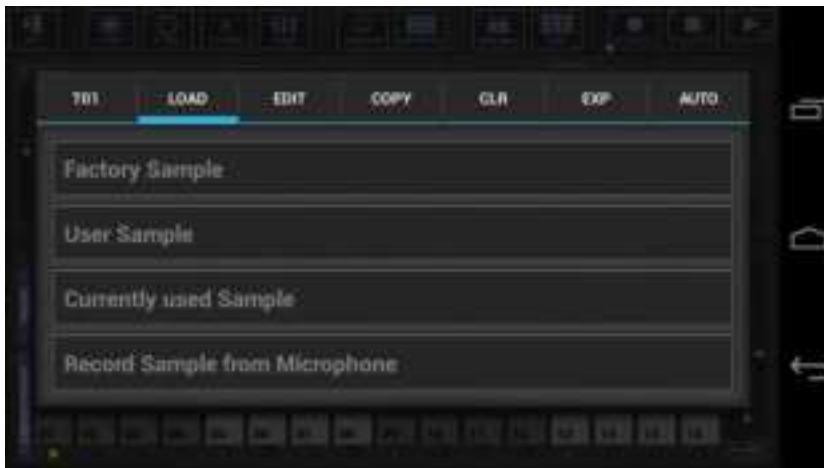 701 LOAD EDIT COPY CLR EXP AUTO
Factory Sample
User Sample
Currently used Sample
Record Sample from Microphone